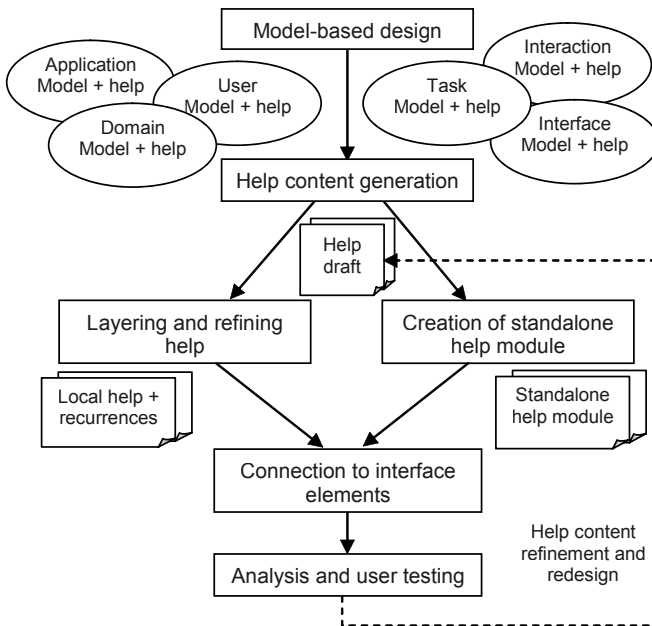 Model-based design
Application
Model + help
User
Model + help
Domain
Model + help
Interaction
Model + help
Task
Model + help
Interface
Model + help
Help content generation
Help
draft
Layering and refining
help
Creation of standalone
help module
Local help +
recurrences
Standalone
help module
Connection to interface
elements
Help content
refinement and
redesign
Analysis and user testing